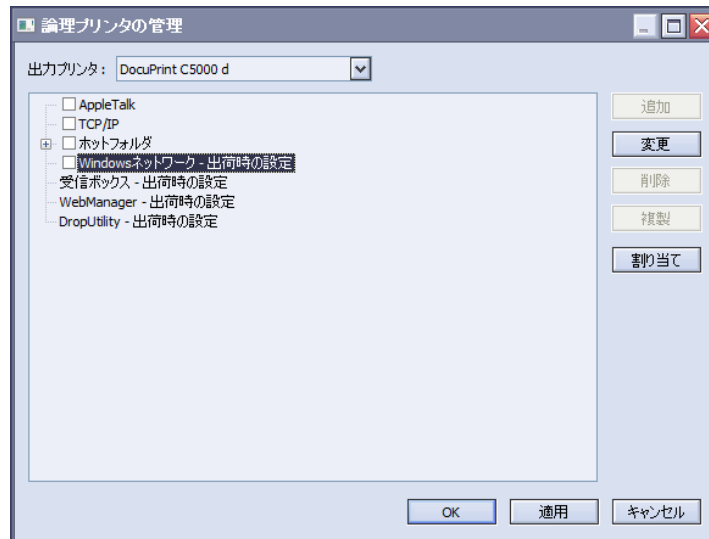 論理プリンタの管理
出力プリンタ： DocuPrint C5000 d
AppleTalk
TCP/IP
ホットフォルダ
Windowsネットワーク - 出荷時の設定
受信ボックス - 出荷時の設定
WebManager - 出荷時の設定
DropUtility - 出荷時の設定
追加
変更
削除
複製
割り当て
OK 適用 キャンセル